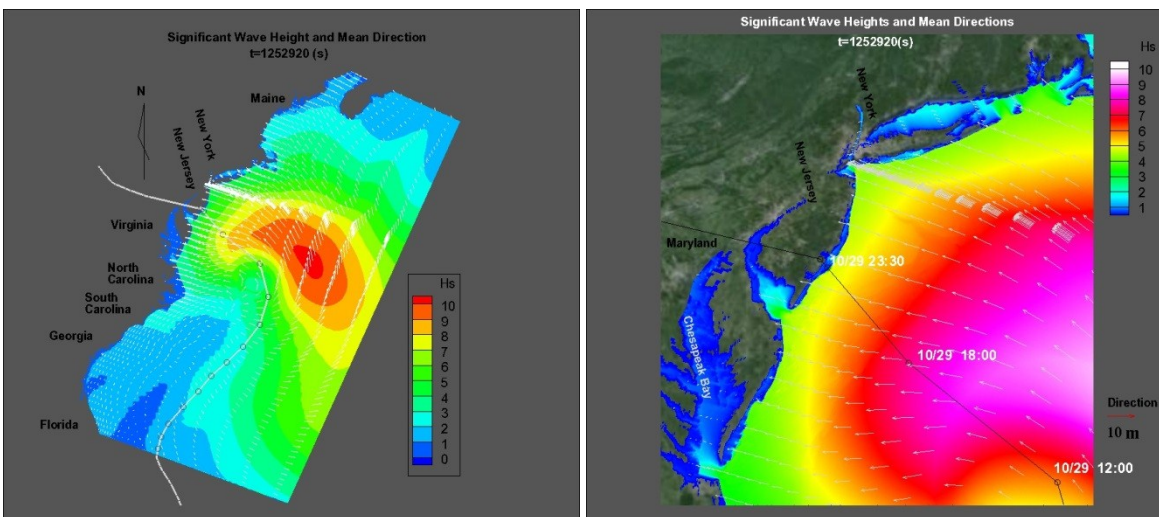 Significant Wave Height and Mean Direction
t=1252920 (s)
N
Maine
New York
New Jersey
Virginia
North
Carolina
South
Carolina
Georgia
Florida
Hs
10
9
8
7
6
5
4
3
2
1
0
Significant Wave Heights and Mean Directions
t=1252920(s)
Hs
10
9
8
7
6
5
4
3
2
1
New York
New Jersey
Maryland
10/29 23:30
Chesapeak Bay
10/29 18:00
Direction
10 m
10/29 12:00